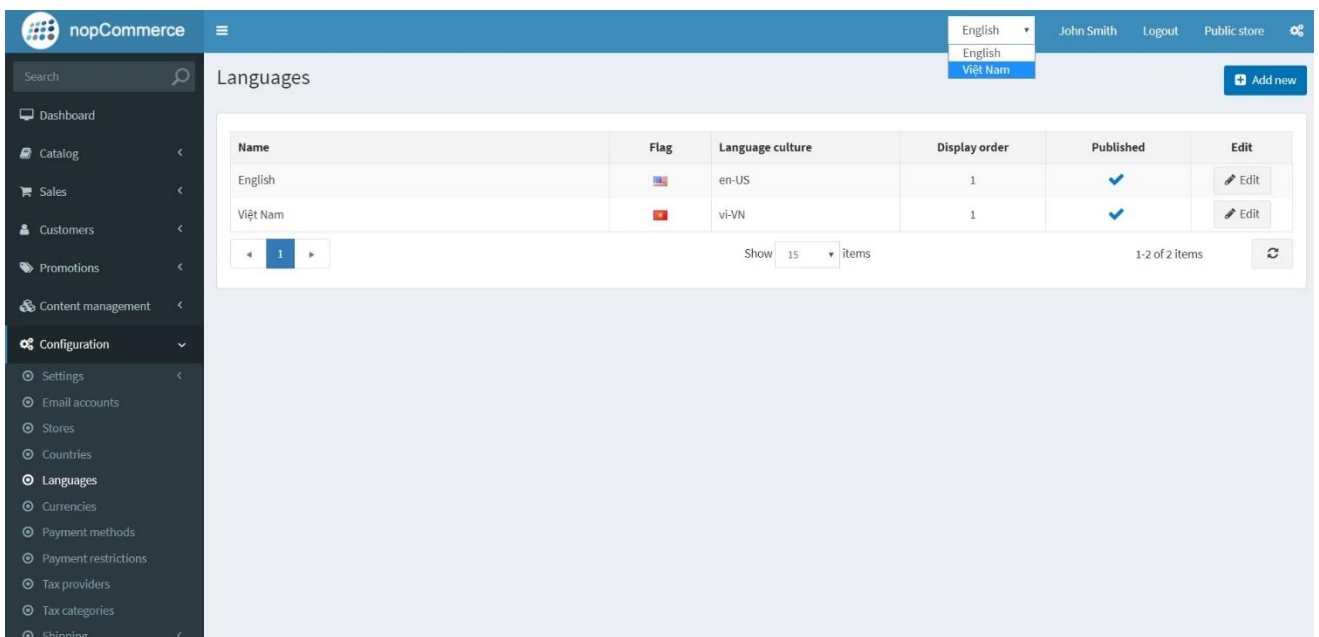 nopCommerce
English
John Smith
Logout
Public store
English
Việt Nam
Search
Languages
Add new
Dashboard
Catalog
Sales
Customers
Promotions
Content management
Configuration
Settings
Email accounts
Stores
Countries
Languages
Currencies
Payment methods
Payment restrictions
Tax providers
Tax categories
Shipping
Name Flag Language culture Display order Published Edit
English en-US 1 Edit
Việt Nam vi-VN 1 Edit
1 Show 15 items 1-2 of 2 items